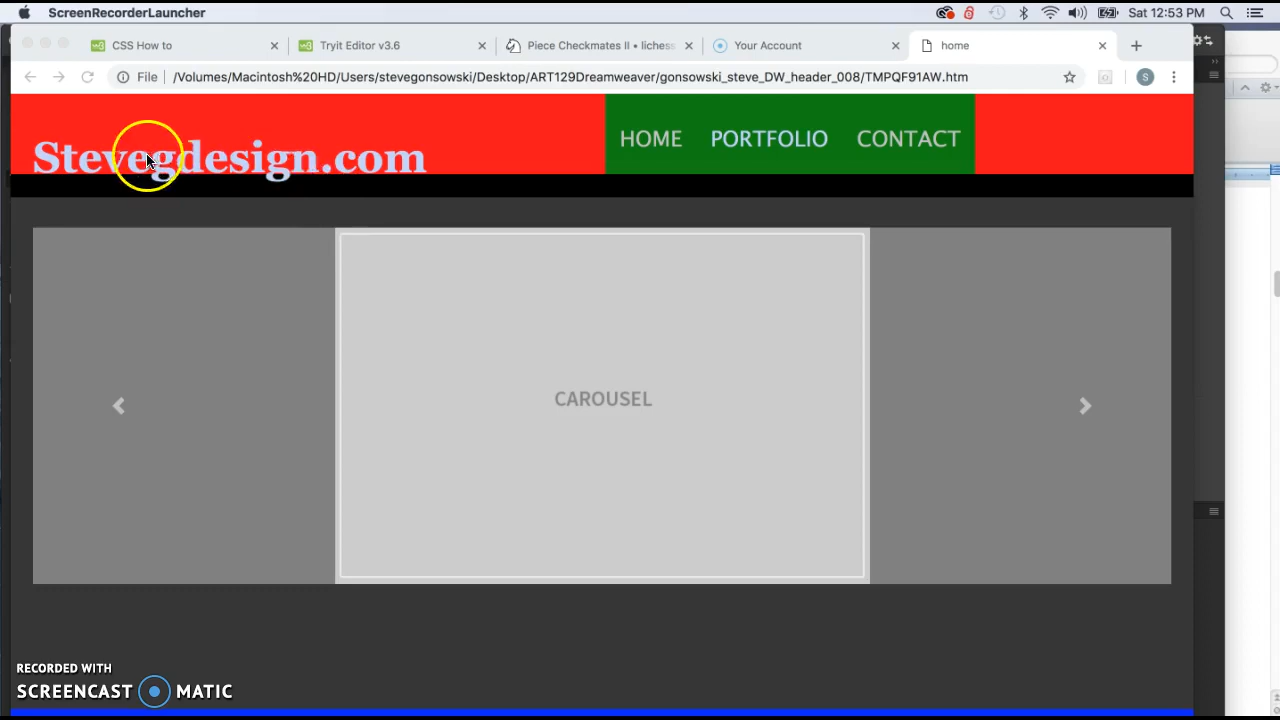 ScreenRecorderLauncher
Sat 12:53 PM
CSS How to
Tryit Editor v3.6
Piece Checkmates II • lichess
Your Account
home
File
/Volumes/Macintosh%20HD/Users/stevegonsowski/Desktop/ART129Dreamweaver/gonsowski_steve_DW_header_008/TMPQF91AW.htm
S
Stevegdesign.com
HOME
PORTFOLIO
CONTACT
CAROUSEL
RECORDED WITH
SCREENCAST MATIC